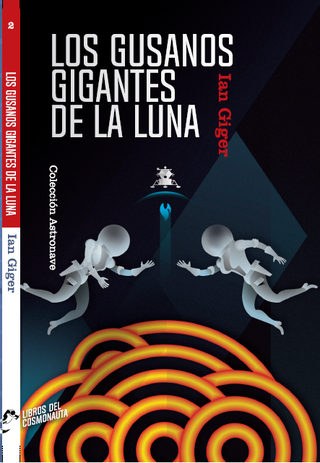 2
LOS GUSANOS GIGANTES DE LA LUNA
Ian Giger
LOS GUSANOS
GIGANTES
DE LA LUNA
Ian Giger
Colección Astronave
LIBROS DEL
COSMONAUTA